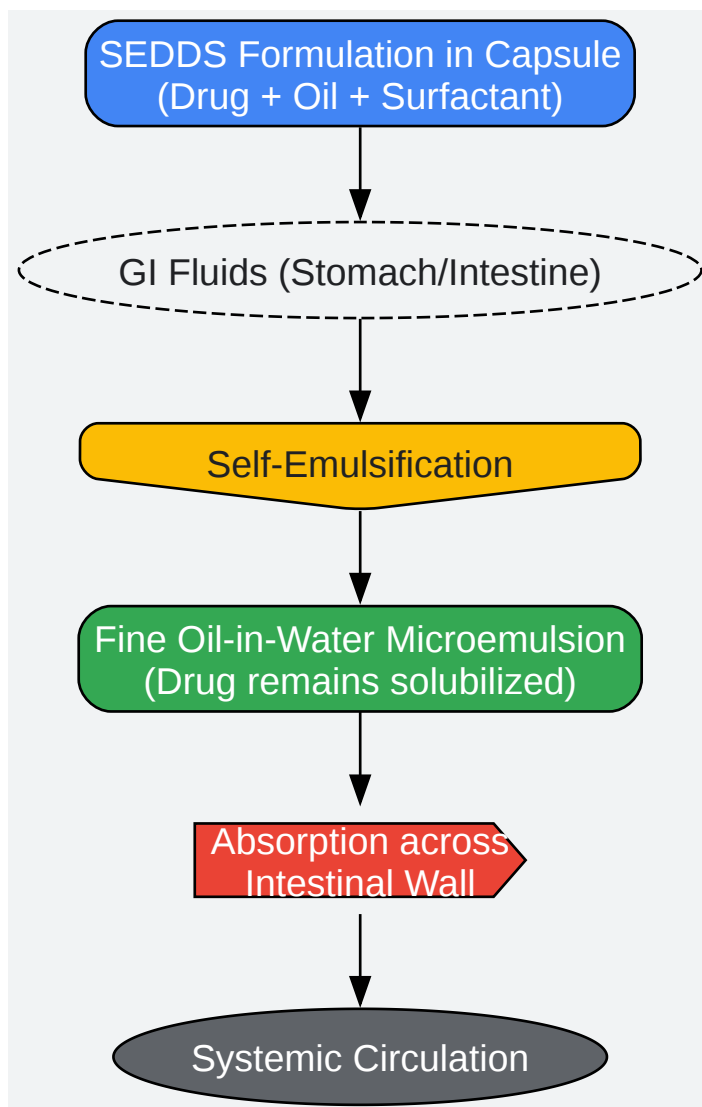 SEDDS Formulation in Capsule
(Drug + Oil + Surfactant)
GI Fluids (Stomach/Intestine)
Self-Emulsification
Fine Oil-in-Water Microemulsion
(Drug remains solubilized)
Absorption across
Intestinal Wall
Systemic Circulation